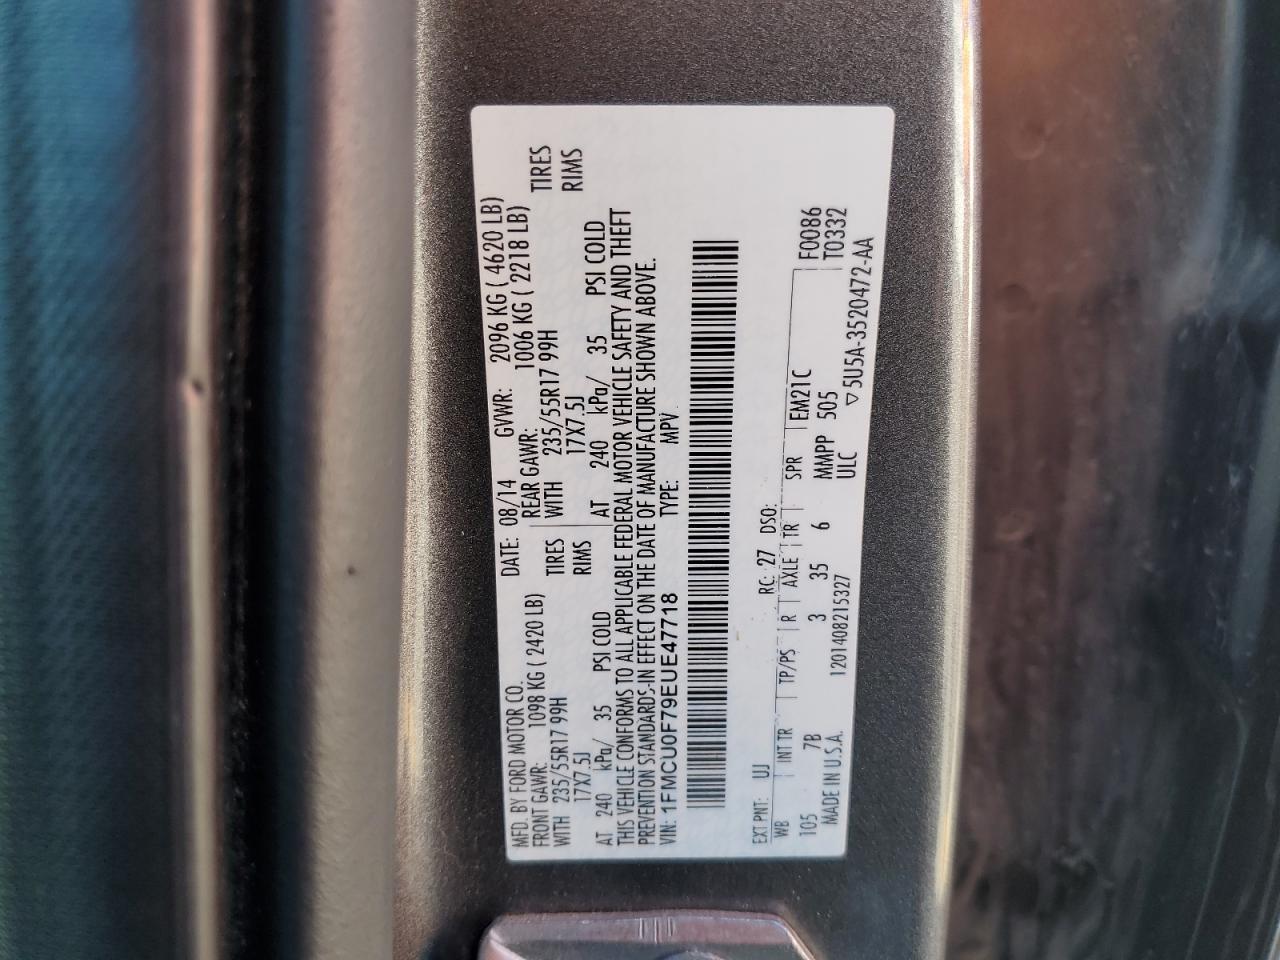 MFD. BY FORD MOTOR CO. DATE: 08/14 GVWR: 2096 KG ( 4620 LB)
FRONT GAWR: 1098 KG ( 2420 LB) REAR GAWR: 1006 KG ( 2218 LB)
WITH 235/55R17 99H TIRES WITH 235/55R17 99H TIRES
17X7.5J RIMS 17X7.5J RIMS
AT 240 kPa/ 35 PSI COLD AT 240 kPa/ 35 PSI COLD
THIS VEHICLE CONFORMS TO ALL APPLICABLE FEDERAL MOTOR VEHICLE SAFETY AND THEFT
PREVENTION STANDARDS IN EFFECT ON THE DATE OF MANUFACTURE SHOWN ABOVE.
VIN: 1FMCU0F79EUE47718 TYPE: MPV
EXT PNT: UJ RC: 27 DSO:
WB INT TR TP/PS R AXLE TR SPR EM21C F0086
105 7B 3 35 6 MMPP 505 T0332
MADE IN U.S.A. 1201408215327 ULC ▽5U5A-3520472-AA